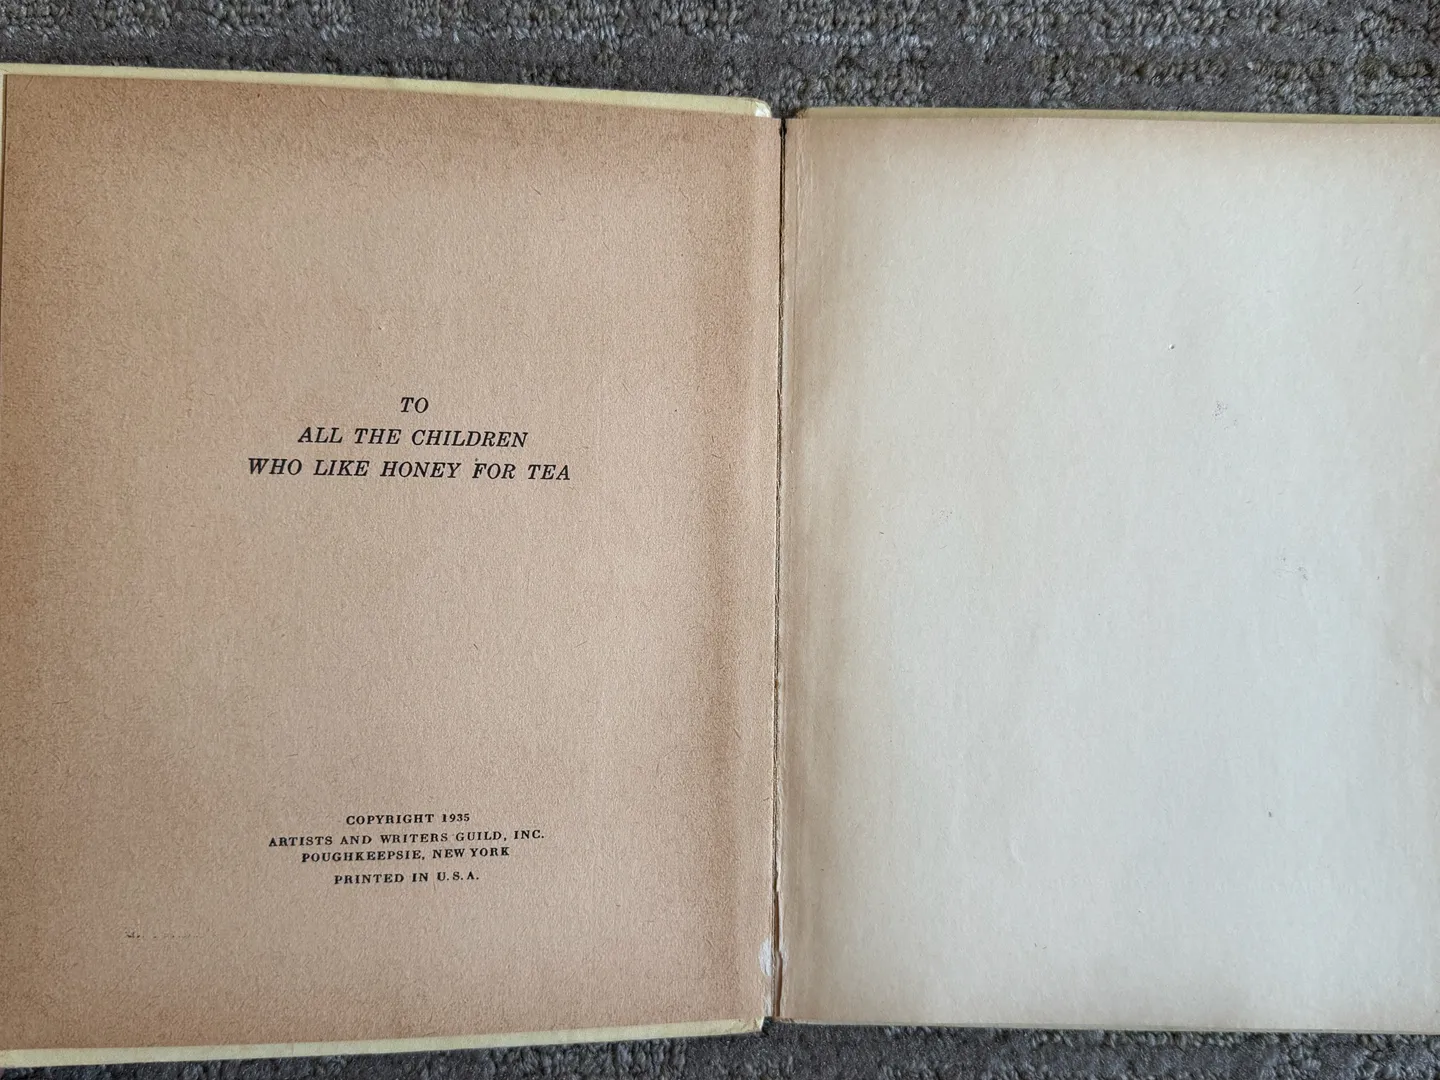 TO
ALL THE CHILDREN
WHO LIKE HONEY FOR TEA
COPYRIGHT 1935
ARTISTS AND WRITERS GUILD, INC.
POUGHKEEPSIE, NEW YORK
PRINTED IN U.S.A.